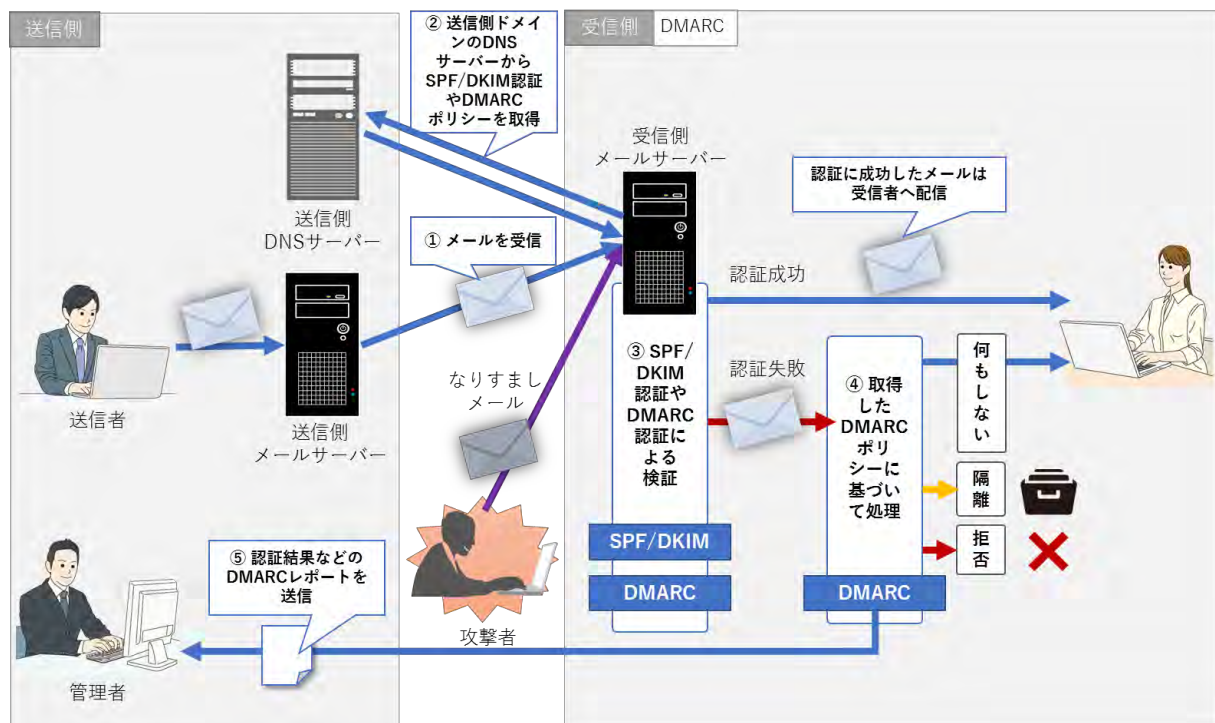 送信側
② 送信側ドメイ
ンのDNS
サーバーから
SPF/DKIM認証
やDMARC
ポリシーを取得
送信側
DNSサーバー
① メールを受信
送信者
送信側
メールサーバー
なりすまし
メール
攻撃者
⑤ 認証結果などの
DMARCレポートを
送信
管理者
受信側
DMARC
受信側
メールサーバー
認証に成功したメールは
受信者へ配信
認証成功
③ SPF/
DKIM
認証や
DMARC
認証に
よる
検証
SPF/DKIM
DMARC
認証失敗
④ 取得
した
DMARC
ポリ
シーに
基づい
て処理
DMARC
何もしない
隔離
拒否